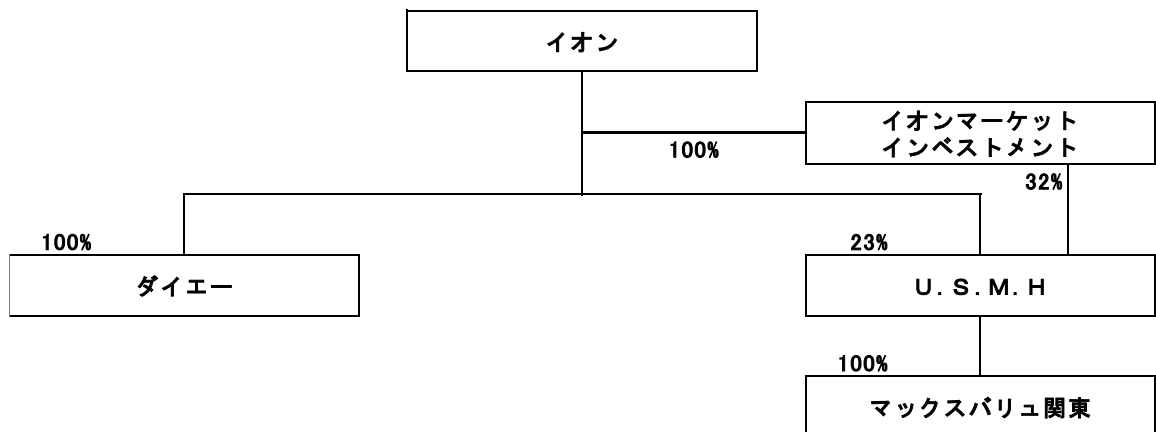 イオン
イオンマーケット
インベストメント
100%
32%
100%
23%
ダイエー
U.S.M.H
100%
マックスバリュ関東